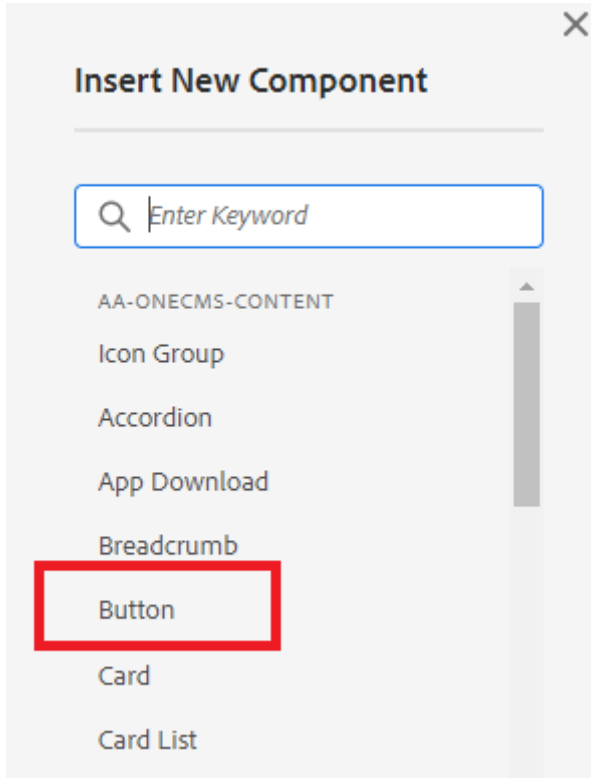 Insert New Component
Enter Keyword
AA-ONECMS-CONTENT
Icon Group
Accordion
App Download
Breadcrumb
Button
Card
Card List